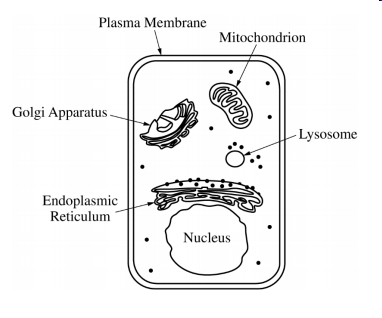 Plasma Membrane
Mitochondrion
Golgi Apparatus
Lysosome
Endoplasmic
Reticulum
Nucleus